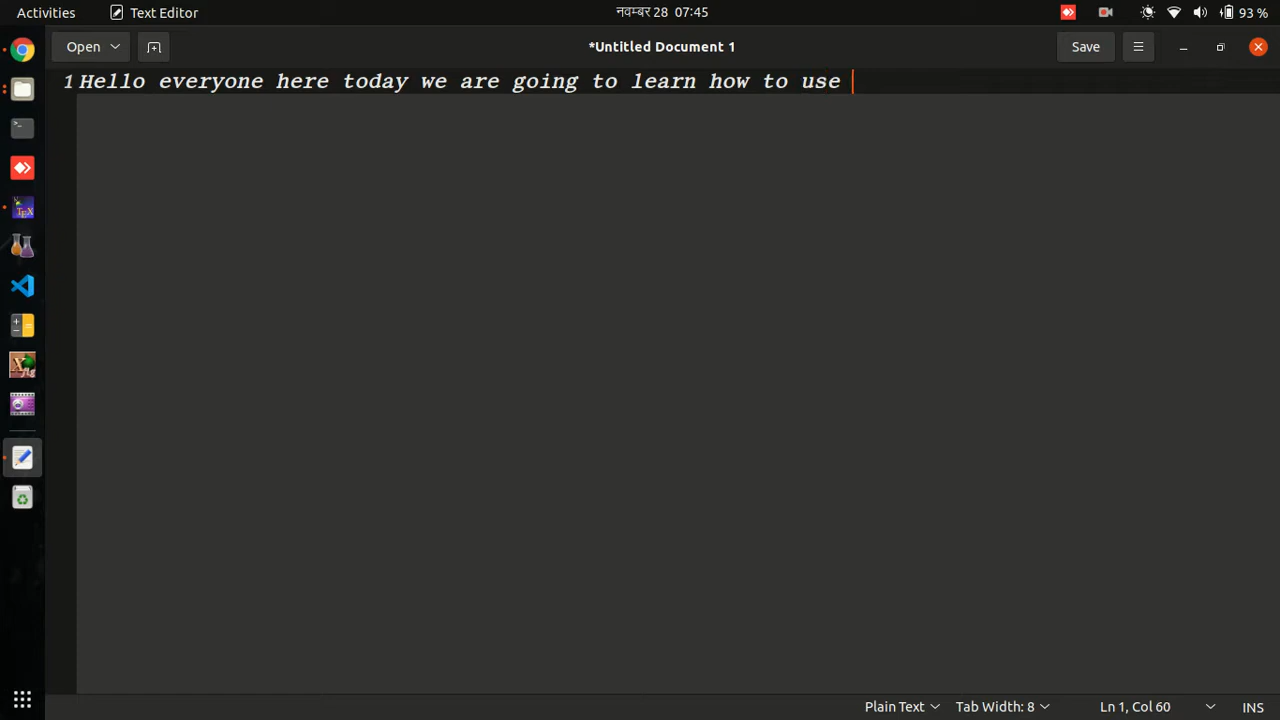 Activities Text Editor नवम्बर 28 07:45 93 %
Open *Untitled Document 1 Save
1 Hello everyone here today we are going to learn how to use
Plain Text Tab Width: 8 Ln 1, Col 60 INS